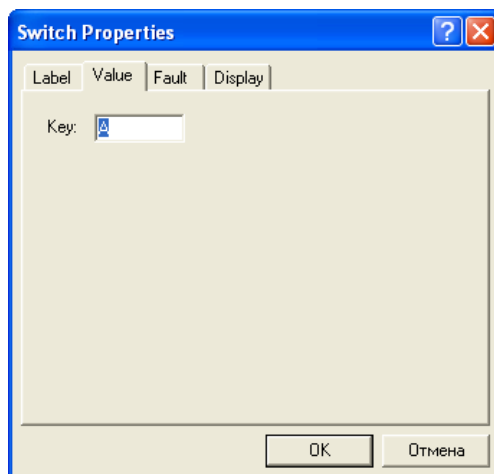 Switch Properties
Label Value Fault Display
Key: A
OK Отмена